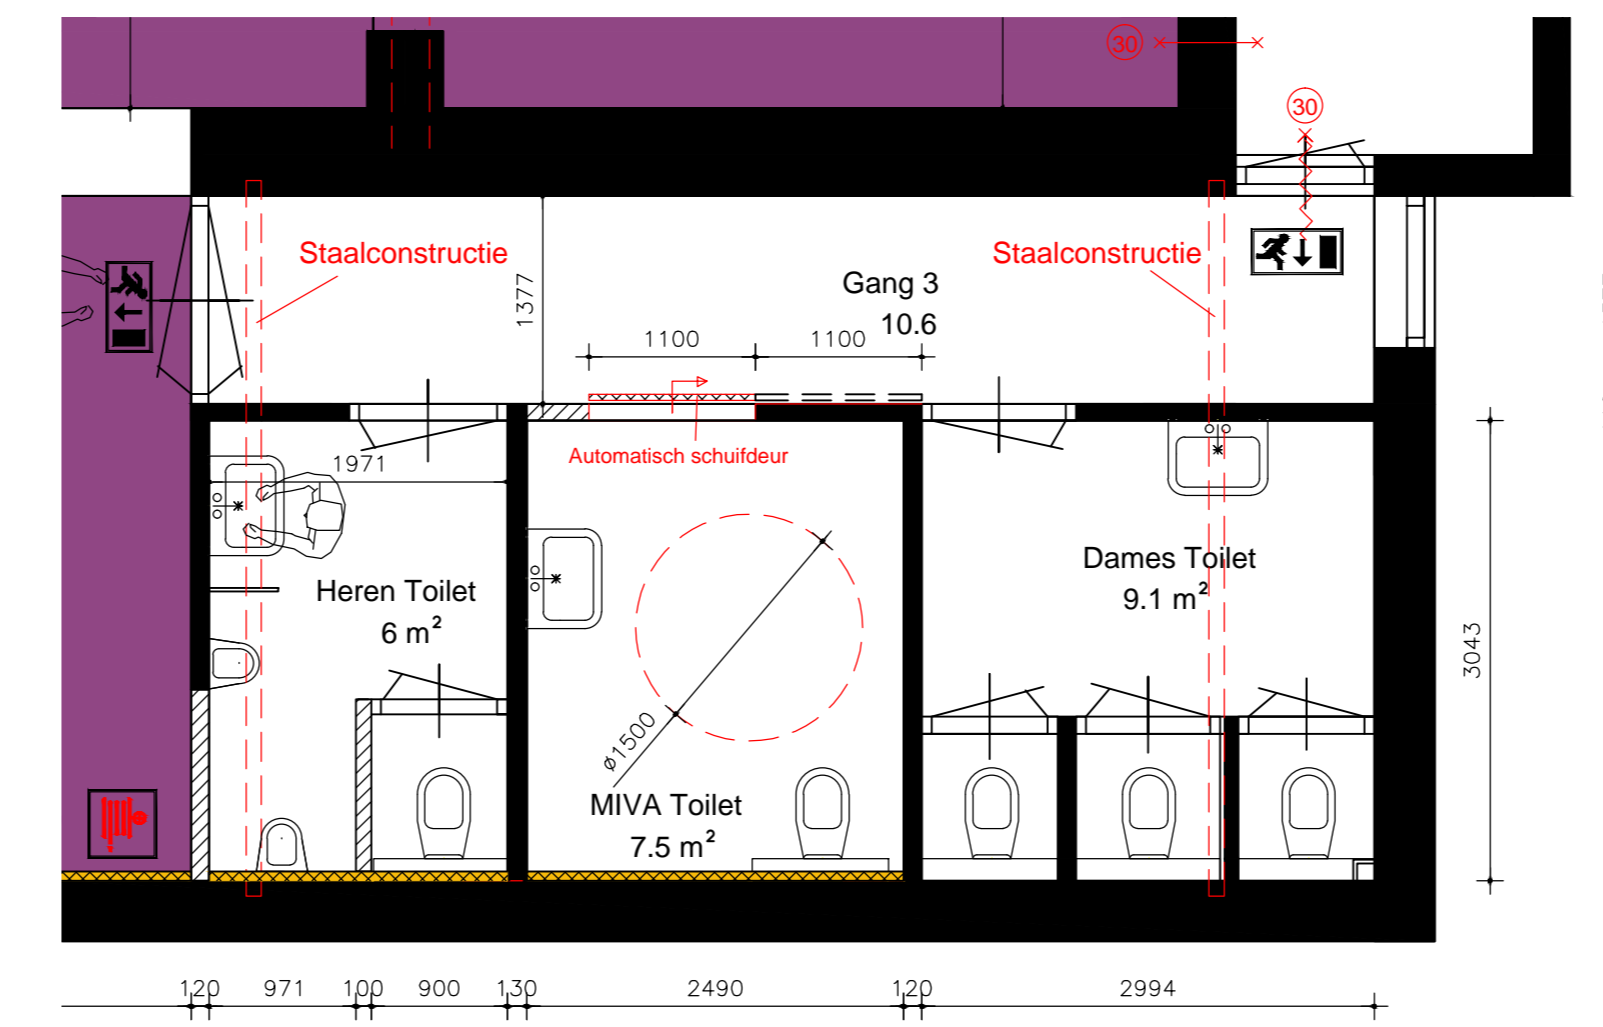 30
30
Staalconstructie
Staalconstructie
Gang 3
10.6
1377
1100
1100
Automatisch schuifdeur
1971
Heren Toilet
6 m²
Dames Toilet
9.1 m²
3043
ø1500
MIVA Toilet
7.5 m²
120
971
100
900
130
2490
120
2994